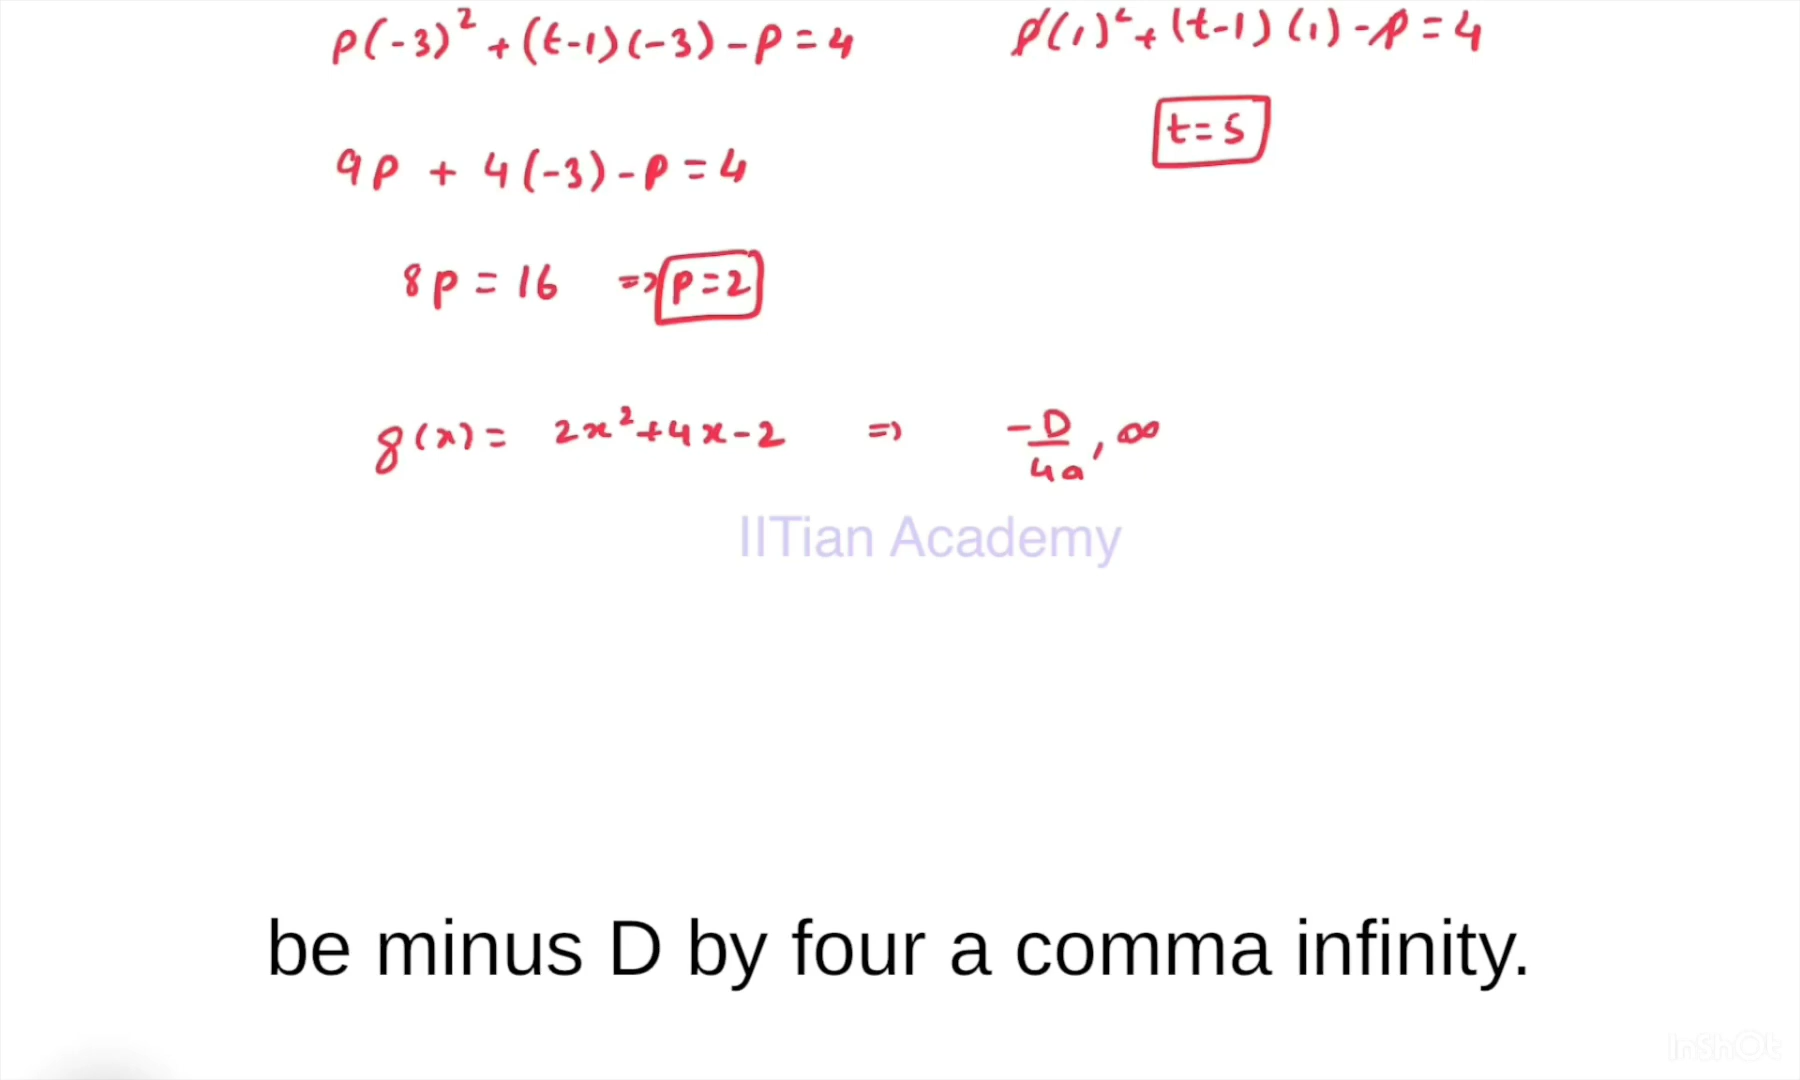 p(-3)² + (t-1)(-3) - p = 4
p(1)² + (t-1)(1) - p = 4
t = 5
9p + 4(-3) - p = 4
8p = 16 => p = 2
g(x) = 2x² + 4x - 2 => -D/4a, ∞
IITian Academy
be minus D by four a comma infinity.
InShOt